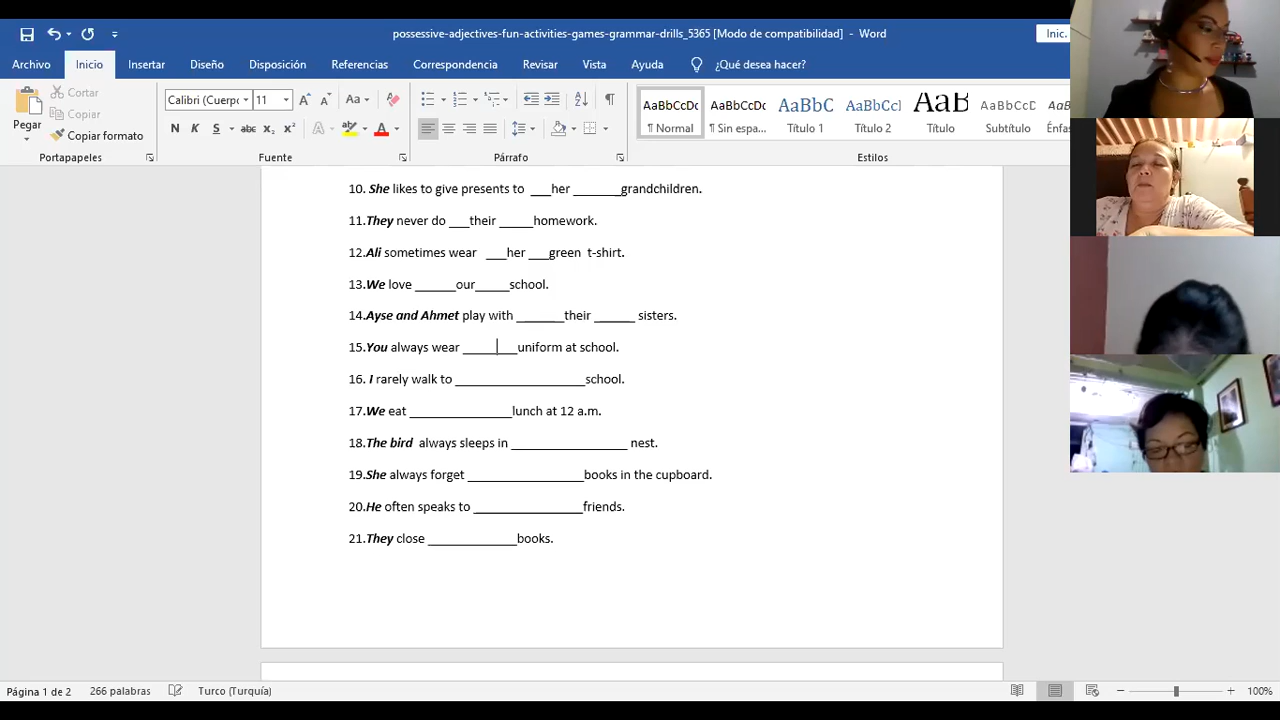 possessive-adjectives-fun-activities-games-grammar-drills_5365 [Modo de compatibilidad] - Word
Inic.
Archivo Inicio Insertar Diseño Disposición Referencias Correspondencia Revisar Vista Ayuda ¿Qué desea hacer?
Pegar
Cortar
Copiar
Copiar formato
Portapapeles
Calibri (Cuerpo 11
N K S abc x₂ x²
Fuente
Párrafo
AaBbCcDc ¶ Normal
AaBbCcDc ¶ Sin espa...
AaBbC Título 1
AaBbCcC Título 2
AaB Título
AaBbCcD Subtítulo
Estilos
10. She likes to give presents to ___her _______grandchildren.
11.They never do ___their _____homework.
12.Ali sometimes wear ___her ___green t-shirt.
13.We love ______our_____school.
14.Ayse and Ahmet play with _______their ______ sisters.
15.You always wear ________uniform at school.
16. I rarely walk to ___________________school.
17.We eat _______________lunch at 12 a.m.
18.The bird always sleeps in _________________ nest.
19.She always forget _________________books in the cupboard.
20.He often speaks to ________________friends.
21.They close _____________books.
Página 1 de 2 266 palabras Turco (Turquía) 100%